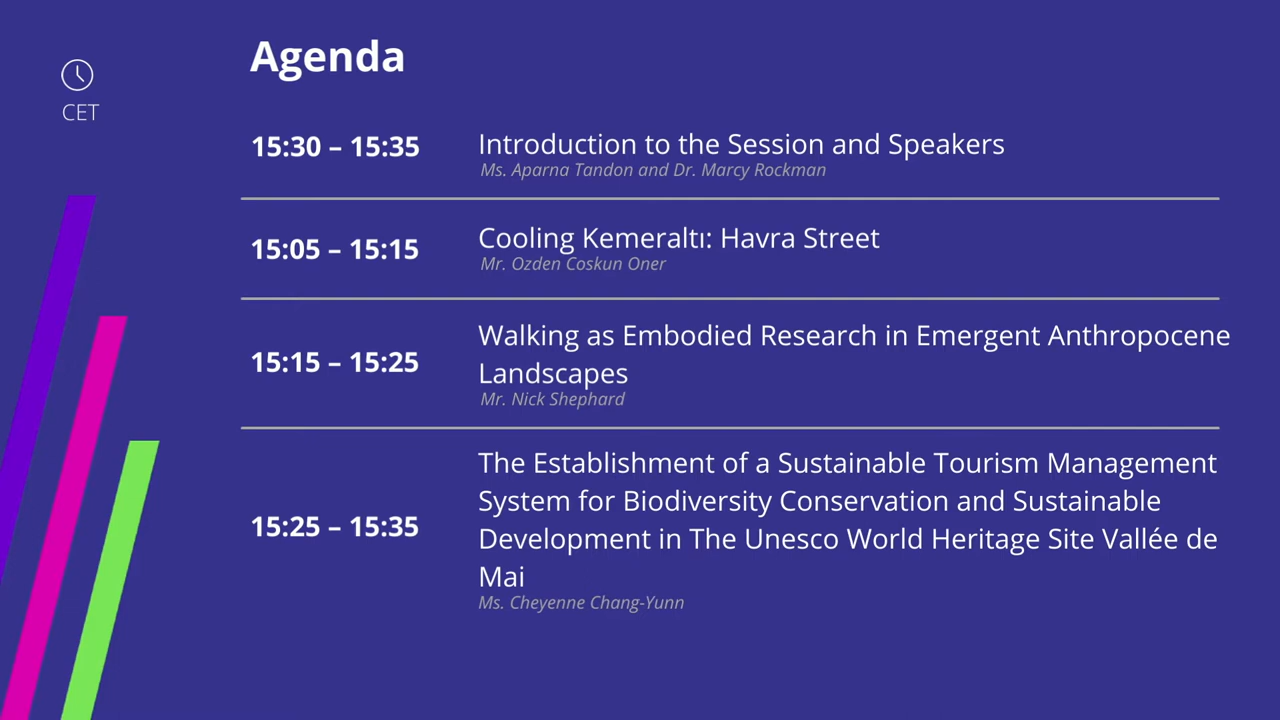 Agenda
CET
15:30 – 15:35
Introduction to the Session and Speakers
Ms. Aparna Tandon and Dr. Marcy Rockman
15:05 – 15:15
Cooling Kemeraltı: Havra Street
Mr. Ozden Coskun Oner
15:15 – 15:25
Walking as Embodied Research in Emergent Anthropocene
Landscapes
Mr. Nick Shephard
15:25 – 15:35
The Establishment of a Sustainable Tourism Management
System for Biodiversity Conservation and Sustainable
Development in The Unesco World Heritage Site Vallée de
Mai
Ms. Cheyenne Chang-Yunn